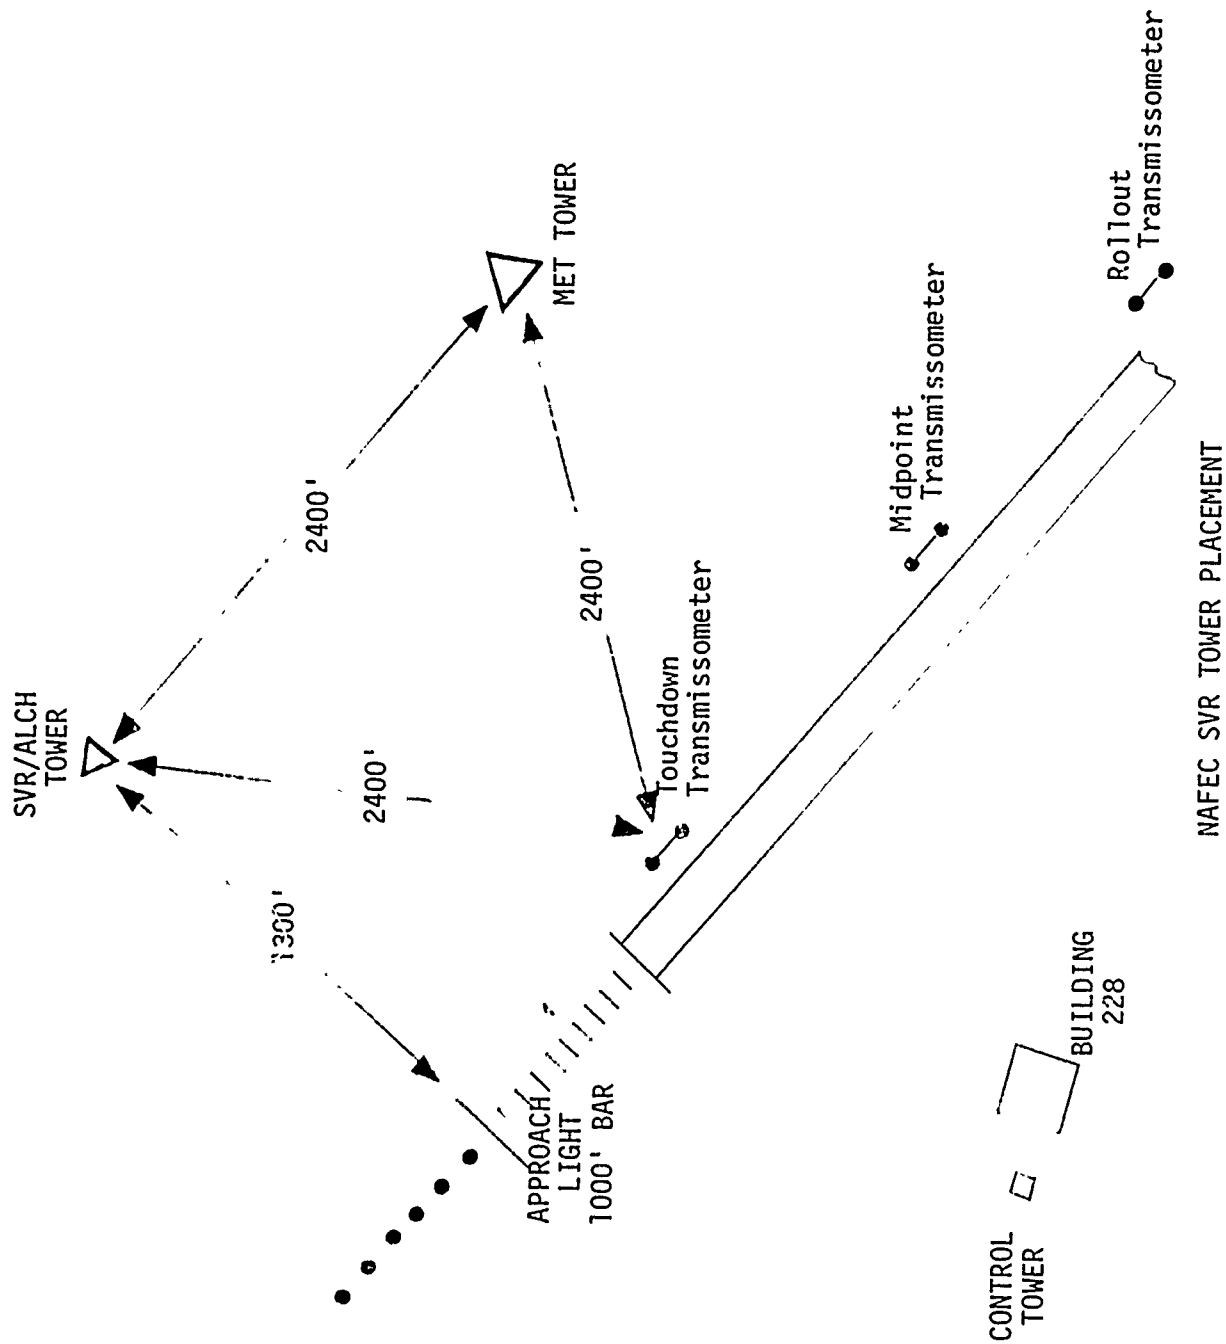 SVR/ALCH
TOWER
1300'
2400'
2400'
APPROACH
LIGHT
1000' BAR
MET TOWER
2400'
Touchdown
Transmissometer
Midpoint
Transmissometer
CONTROL
TOWER
BUILDING
228
Rollout
Transmissometer
NAFEC SVR TOWER PLACEMENT